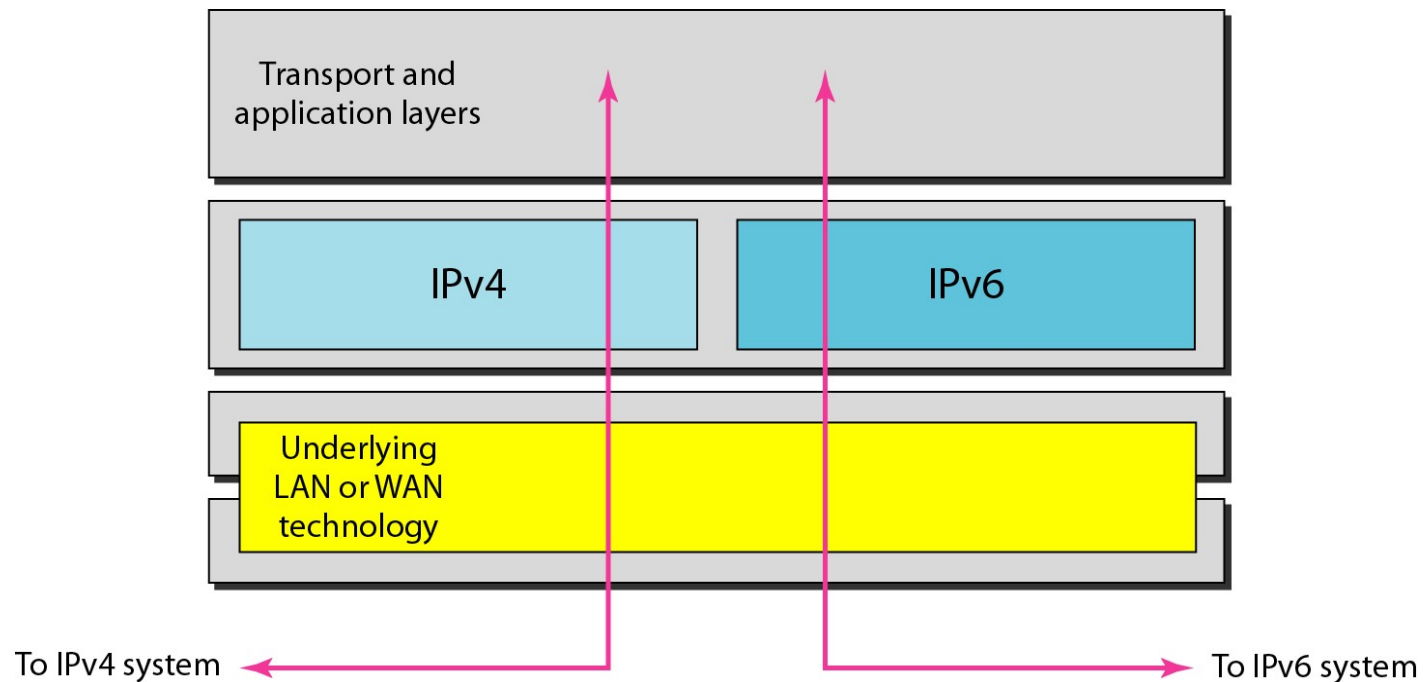 Transport and
application layers
IPv4
IPv6
Underlying
LAN or WAN
technology
To IPv4 system
To IPv6 system